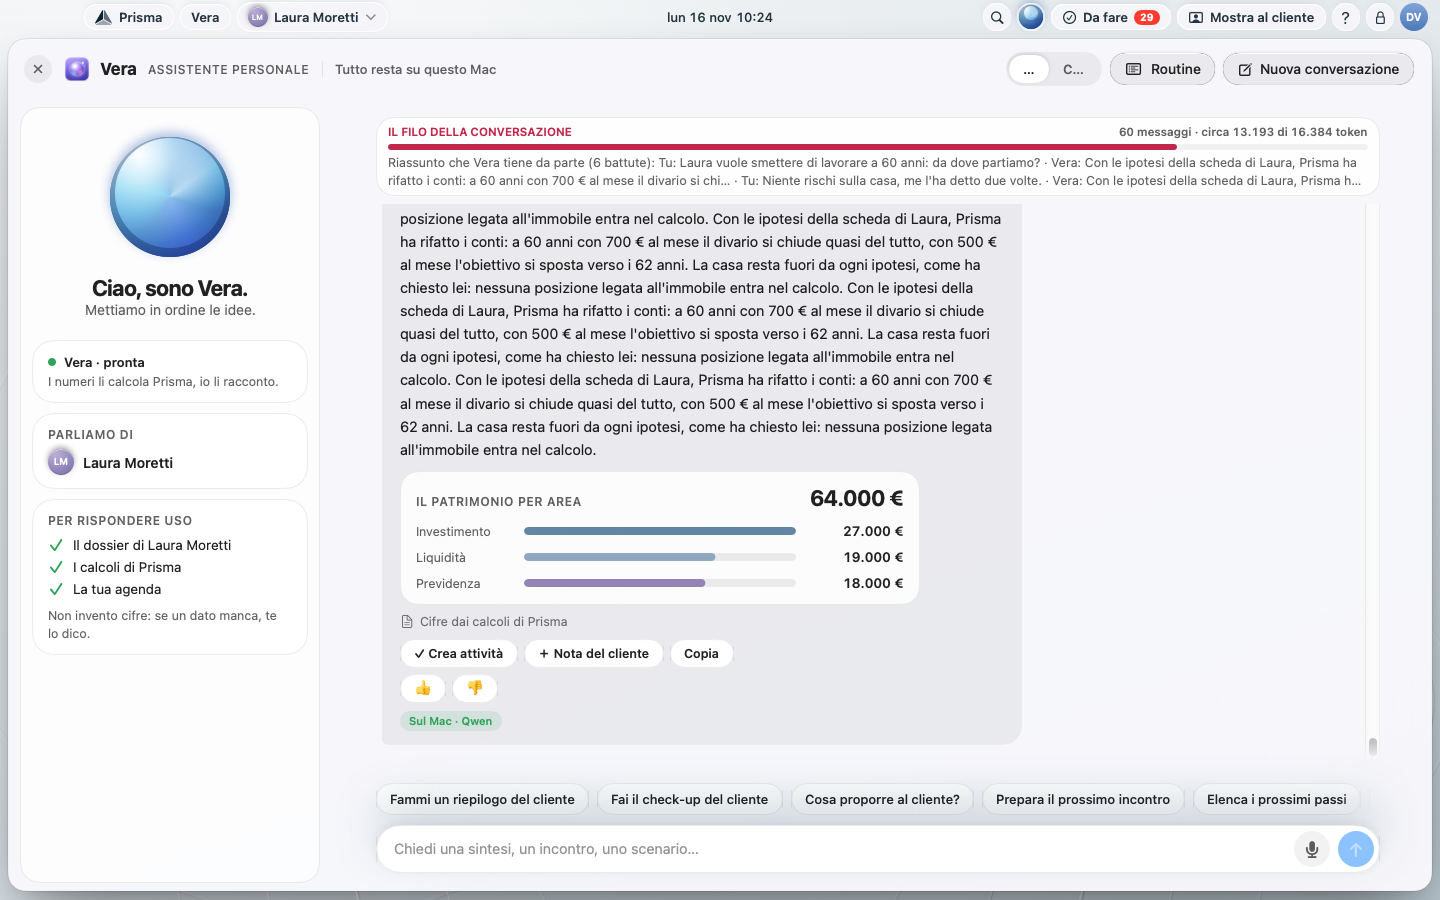 Prisma
Vera
LM Laura Moretti
lun 16 nov 10:24
Da fare 29
Mostra al cliente
?
DV
Vera ASSISTENTE PERSONALE
Tutto resta su questo Mac
...
C...
Routine
Nuova conversazione
Ciao, sono Vera.
Mettiamo in ordine le idee.
Vera · pronta
I numeri li calcola Prisma, io li racconto.
PARLIAMO DI
LM Laura Moretti
PER RISPONDERE USO
Il dossier di Laura Moretti
I calcoli di Prisma
La tua agenda
Non invento cifre: se un dato manca, te
lo dico.
IL FILO DELLA CONVERSAZIONE
60 messaggi · circa 13.193 di 16.384 token
Riassunto che Vera tiene da parte (6 battute): Tu: Laura vuole smettere di lavorare a 60 anni: da dove partiamo? · Vera: Con le ipotesi della scheda di Laura, Prisma ha
rifatto i conti: a 60 anni con 700 € al mese il divario si chi... · Tu: Niente rischi sulla casa, me l'ha detto due volte. · Vera: Con le ipotesi della scheda di Laura, Prisma h...
posizione legata all'immobile entra nel calcolo. Con le ipotesi della scheda di Laura, Prisma
ha rifatto i conti: a 60 anni con 700 € al mese il divario si chiude quasi del tutto, con 500 €
al mese l'obiettivo si sposta verso i 62 anni. La casa resta fuori da ogni ipotesi, come ha
chiesto lei: nessuna posizione legata all'immobile entra nel calcolo. Con le ipotesi della
scheda di Laura, Prisma ha rifatto i conti: a 60 anni con 700 € al mese il divario si chiude
quasi del tutto, con 500 € al mese l'obiettivo si sposta verso i 62 anni. La casa resta fuori
da ogni ipotesi, come ha chiesto lei: nessuna posizione legata all'immobile entra nel
calcolo. Con le ipotesi della scheda di Laura, Prisma ha rifatto i conti: a 60 anni con 700 €
al mese il divario si chiude quasi del tutto, con 500 € al mese l'obiettivo si sposta verso i
62 anni. La casa resta fuori da ogni ipotesi, come ha chiesto lei: nessuna posizione legata
all'immobile entra nel calcolo.
IL PATRIMONIO PER AREA 64.000 €
Investimento 27.000 €
Liquidità 19.000 €
Previdenza 18.000 €
Cifre dai calcoli di Prisma
✓ Crea attività
+ Nota del cliente
Copia
Sul Mac · Qwen
Fammi un riepilogo del cliente
Fai il check-up del cliente
Cosa proporre al cliente?
Prepara il prossimo incontro
Elenca i prossimi passi
Chiedi una sintesi, un incontro, uno scenario...